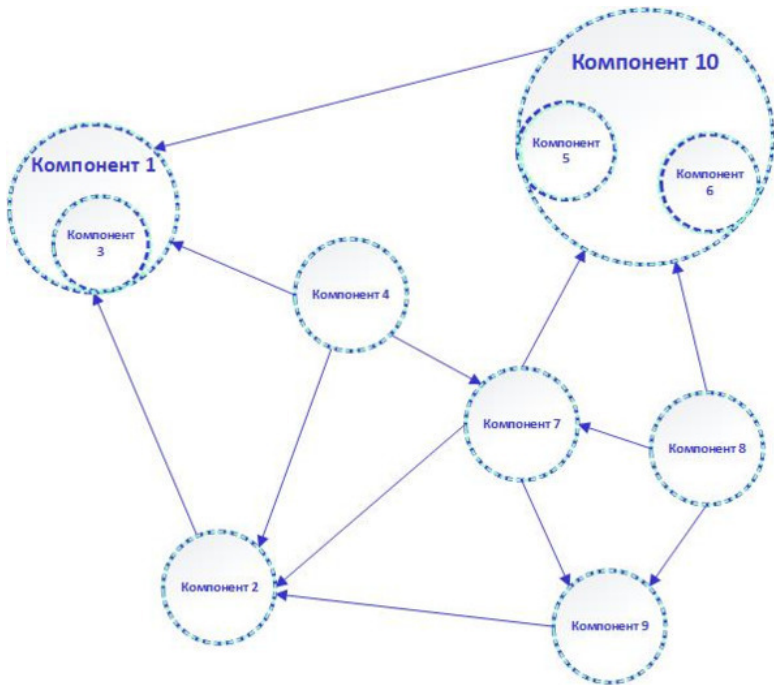 Компонент 10
Компонент
5
Компонент
6
Компонент 1
Компонент
3
Компонент 4
Компонент 7
Компонент 8
Компонент 2
Компонент 9